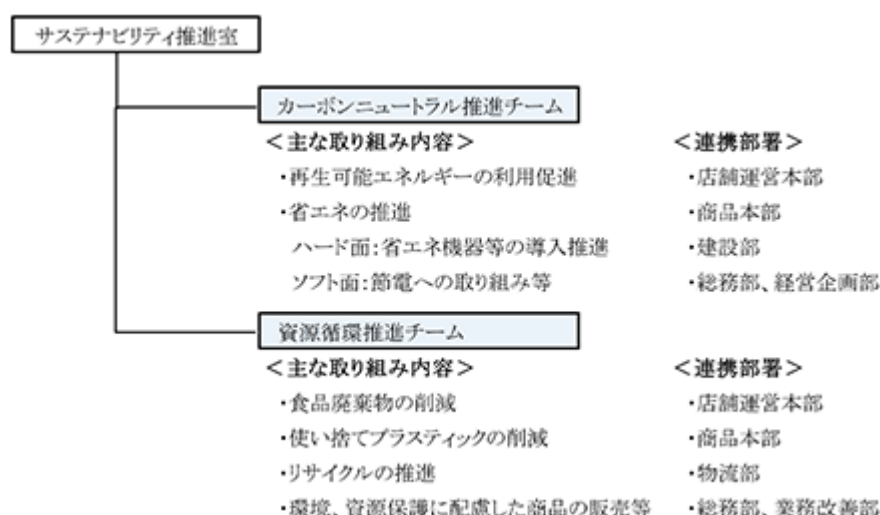 サステナビリティ推進室
カーボンニュートラル推進チーム
＜主な取り組み内容＞ ＜連携部署＞
・再生可能エネルギーの利用促進 ・店舗運営本部
・省エネの推進 ・商品本部
ハード面：省エネ機器等の導入推進 ・建設部
ソフト面：節電への取り組み等 ・総務部、経営企画部
資源循環推進チーム
＜主な取り組み内容＞ ＜連携部署＞
・食品廃棄物の削減 ・店舗運営本部
・使い捨てプラスティックの削減 ・商品本部
・リサイクルの推進 ・物流部
・環境、資源保護に配慮した商品の販売等 ・総務部、業務改善部